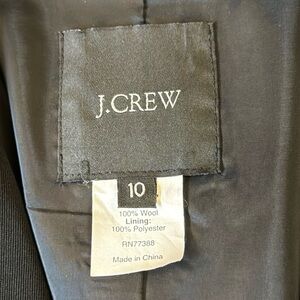 J.CREW
10
100% Wool
Lining:
100% Polyester
RN77388
Made in China